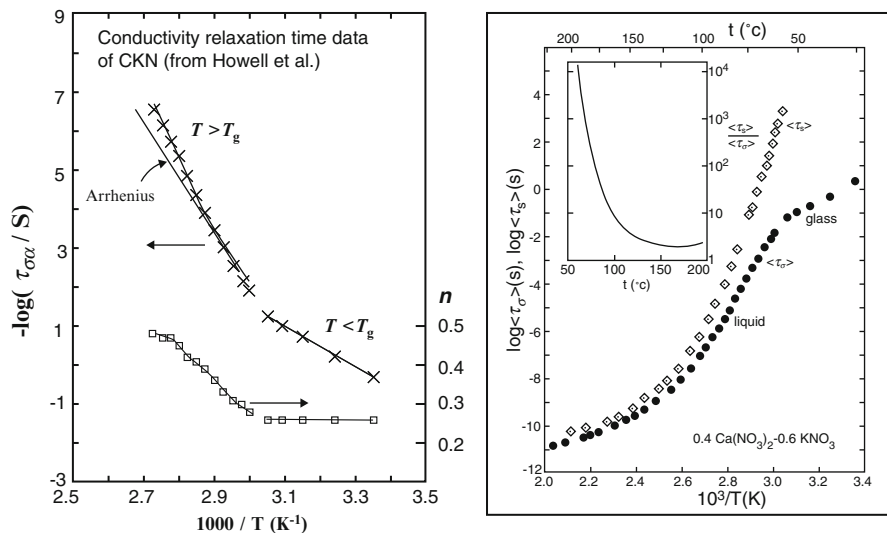 Conductivity relaxation time data
of CKN (from Howell et al.)
T > Tg
Arrhenius
T < Tg
-log( τσα / S)
9
7
5
3
1
-1
-3
n
0.5
0.4
0.3
0.2
2.5 2.7 2.9 3.1 3.3 3.5
1000 / T (K-1)
t (°c)
200 150 100 50
t (°c)
200 150 100 50
104
103
102
10
1
<τs>
<τσ>
50 100 150 200
t (°c)
<τs>
glass
<τσ>
liquid
log<τσ>(s), log<τs>(s)
4
2
0
-2
-4
-6
-8
-10
-12
0.4 Ca(NO3)2-0.6 KNO3
2.0 2.2 2.4 2.6 2.8 3.0 3.2 3.4
103/T(K)